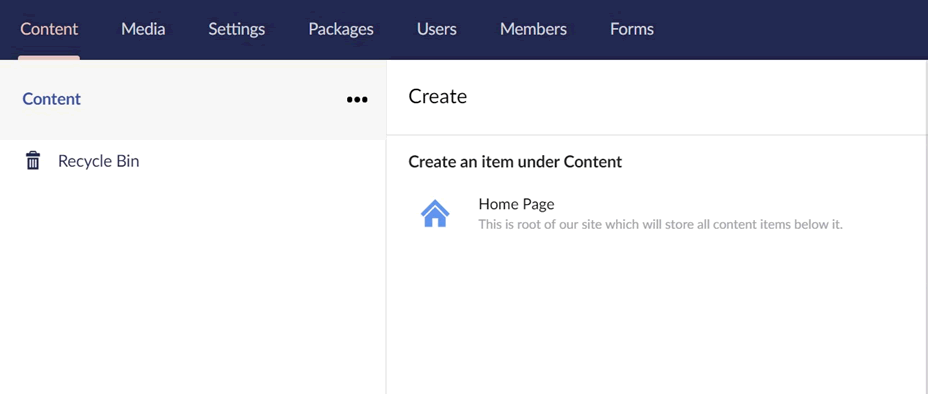 Content Media Settings Packages Users Members Forms
Content
Recycle Bin
Create
Create an item under Content
Home Page
This is root of our site which will store all content items below it.